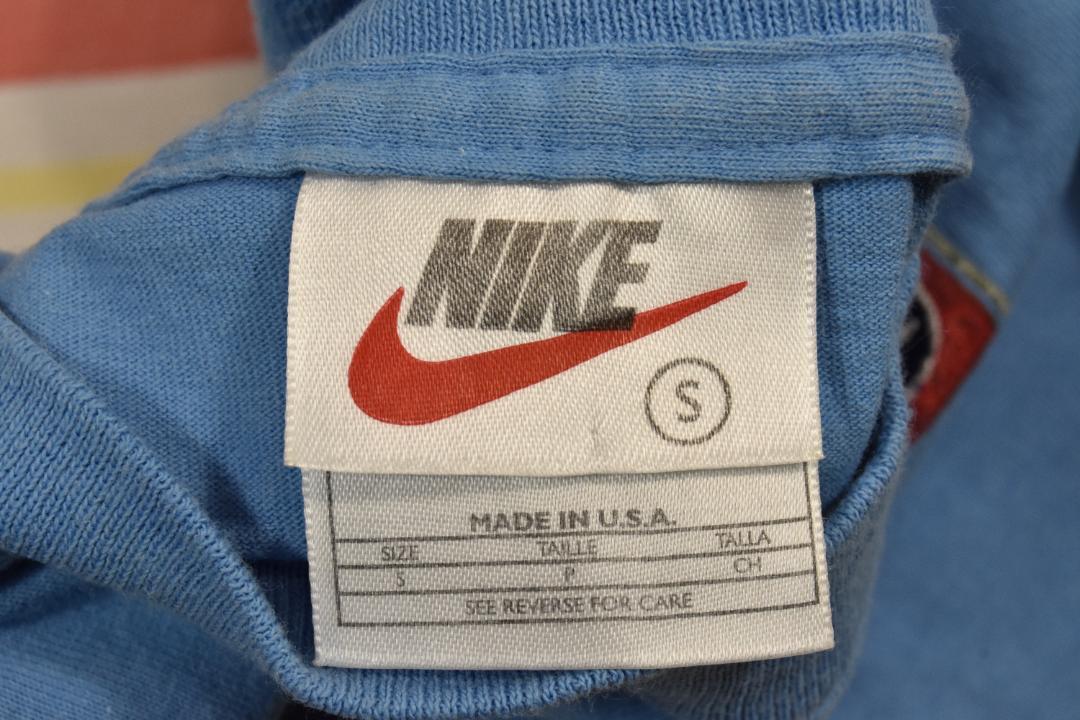 NIKE
S
MADE IN U.S.A.
SIZE TAILLE TALLA
S P CH
SEE REVERSE FOR CARE